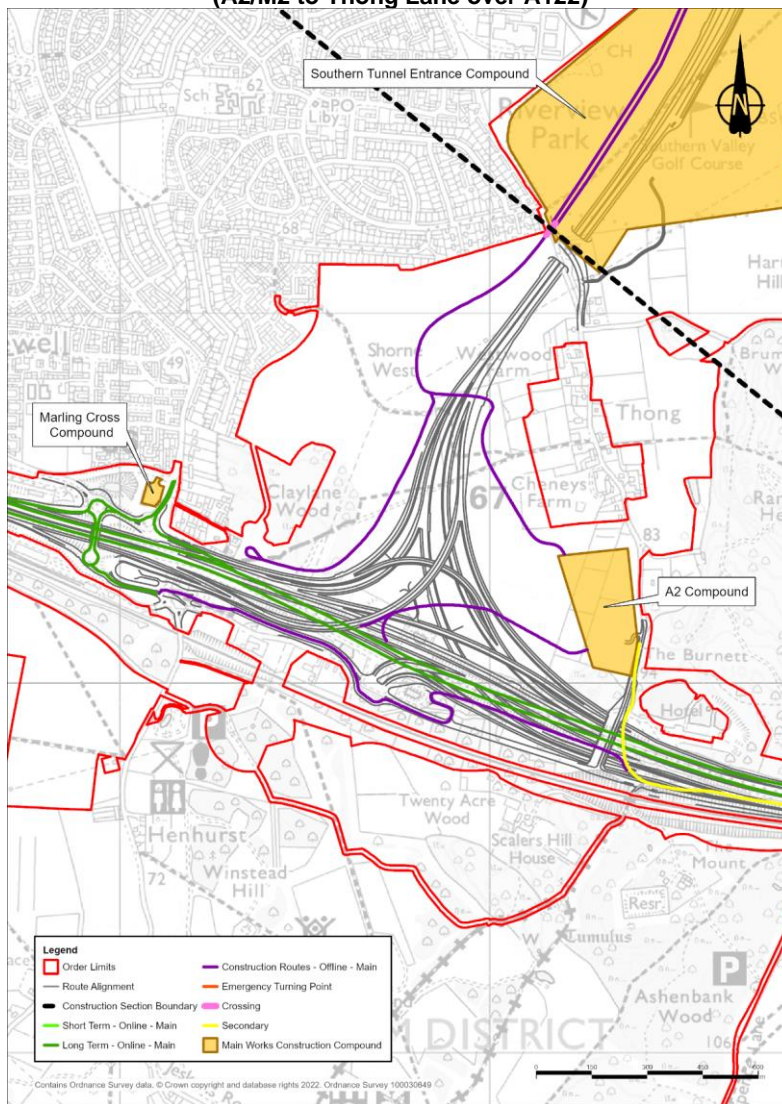 (A2/M2 to Thong Lane over A122)
32
62
Sch
PO
Liby
CH
Southern Tunnel Entrance Compound
Riverview
Park
N
Southern Valley
Golf Course
Hill
well
49
Shorne
West
Westwood
Farm
Thong
Marling Cross
Compound
Claylane
Wood
67
Cheneys
Farm
83
A2 Compound
The Burnett
94
Hotel
P
Henhurst
Twenty Acre
Wood
Scalers Hill
House
The
Mount
72
Winstead
Hill
Resr
Tumulus
W
P
Ashenbank
Wood
DISTRICT
106
Legend
Order Limits
Construction Routes - Offline - Main
Route Alignment
Emergency Turning Point
Construction Section Boundary
Crossing
Short Term - Online - Main
Secondary
Long Term - Online - Main
Main Works Construction Compound
0 150 300 450 600
Contains Ordnance Survey data. © Crown copyright and database rights 2022. Ordnance Survey 100030649